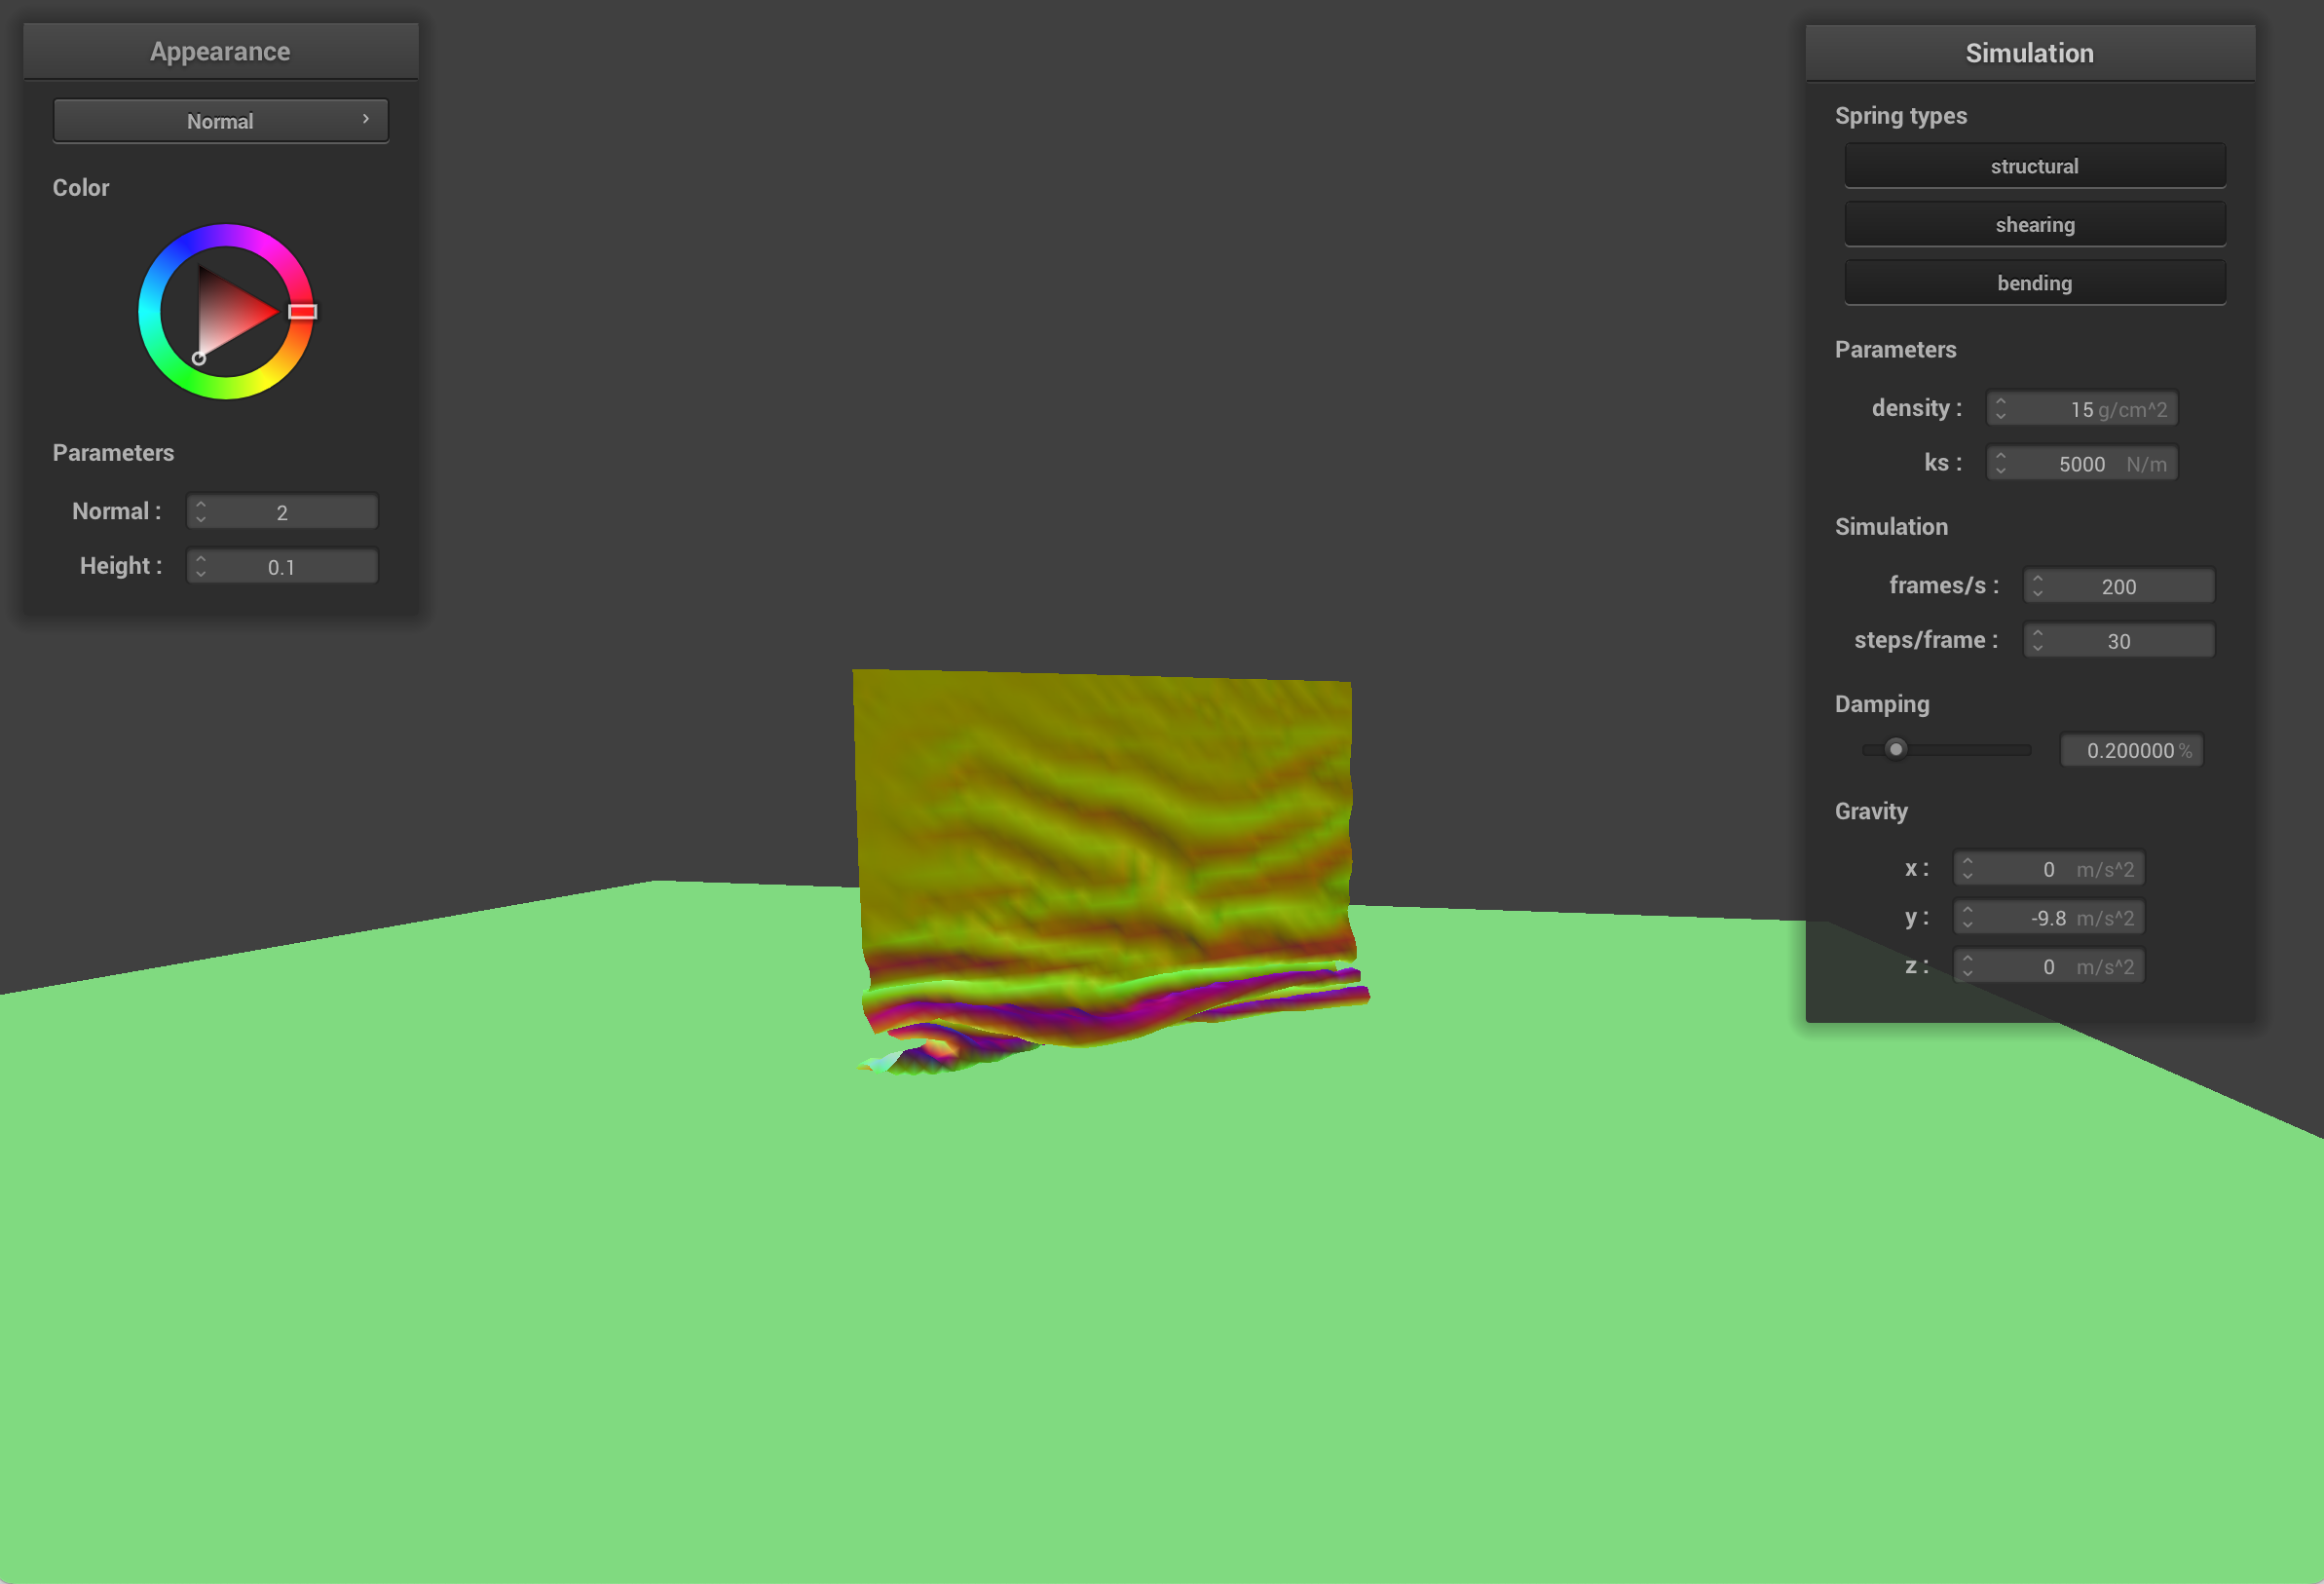 Appearance
Normal
Color
Parameters
Normal : 2
Height : 0.1
Simulation
Spring types
structural
shearing
bending
Parameters
density : 15 g/cm^2
ks : 5000 N/m
Simulation
frames/s : 200
steps/frame : 30
Damping
0.200000 %
Gravity
x : 0 m/s^2
y : -9.8 m/s^2
z : 0 m/s^2